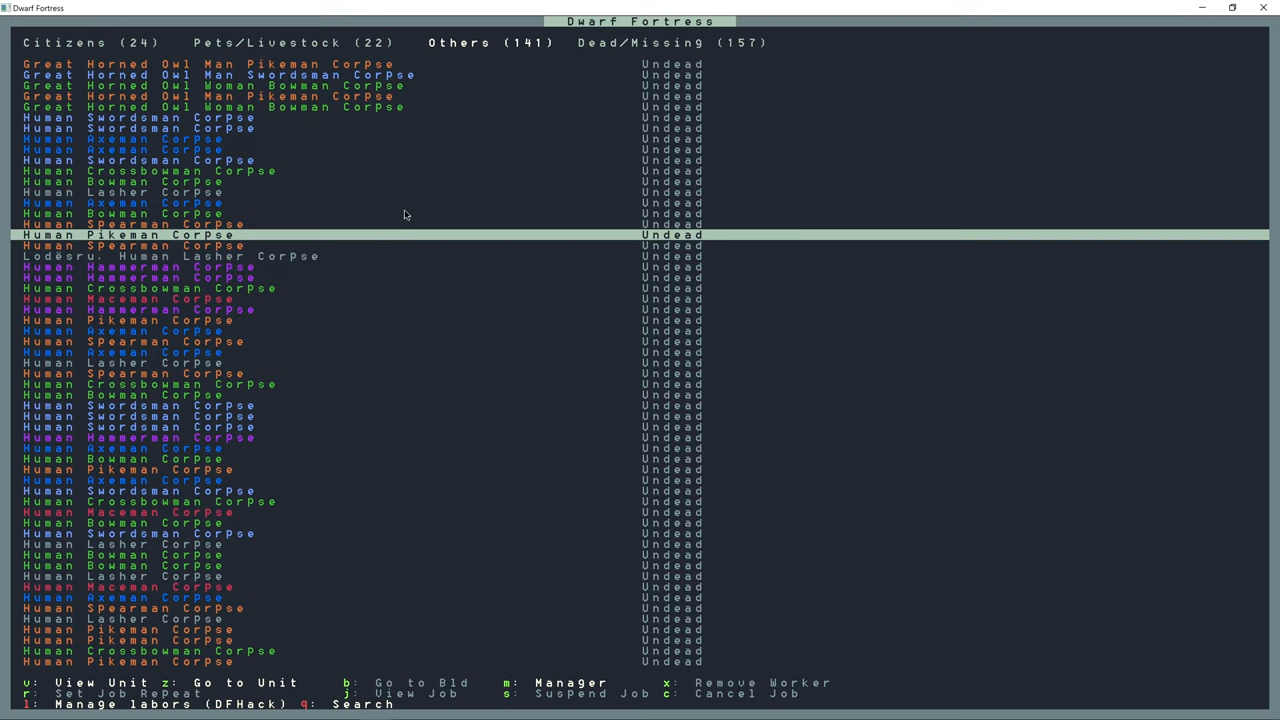 Dwarf Fortress
Dwarf Fortress
Citizens (24) Pets/Livestock (22) Others (141) Dead/Missing (157)
Great Horned Owl Man Pikeman Corpse Undead
Great Horned Owl Man Swordsman Corpse Undead
Great Horned Owl Woman Bowman Corpse Undead
Great Horned Owl Man Pikeman Corpse Undead
Great Horned Owl Woman Bowman Corpse Undead
Human Swordsman Corpse Undead
Human Swordsman Corpse Undead
Human Axeman Corpse Undead
Human Axeman Corpse Undead
Human Swordsman Corpse Undead
Human Crossbowman Corpse Undead
Human Bowman Corpse Undead
Human Lasher Corpse Undead
Human Axeman Corpse Undead
Human Bowman Corpse Undead
Human Spearman Corpse Undead
Human Pikeman Corpse Undead
Human Spearman Corpse Undead
Lodësru, Human Lasher Corpse Undead
Human Hammerman Corpse Undead
Human Hammerman Corpse Undead
Human Crossbowman Corpse Undead
Human Maceman Corpse Undead
Human Hammerman Corpse Undead
Human Pikeman Corpse Undead
Human Axeman Corpse Undead
Human Spearman Corpse Undead
Human Axeman Corpse Undead
Human Lasher Corpse Undead
Human Spearman Corpse Undead
Human Crossbowman Corpse Undead
Human Bowman Corpse Undead
Human Swordsman Corpse Undead
Human Swordsman Corpse Undead
Human Swordsman Corpse Undead
Human Hammerman Corpse Undead
Human Axeman Corpse Undead
Human Bowman Corpse Undead
Human Pikeman Corpse Undead
Human Axeman Corpse Undead
Human Swordsman Corpse Undead
Human Crossbowman Corpse Undead
Human Maceman Corpse Undead
Human Bowman Corpse Undead
Human Swordsman Corpse Undead
Human Lasher Corpse Undead
Human Bowman Corpse Undead
Human Bowman Corpse Undead
Human Lasher Corpse Undead
Human Maceman Corpse Undead
Human Axeman Corpse Undead
Human Spearman Corpse Undead
Human Lasher Corpse Undead
Human Pikeman Corpse Undead
Human Pikeman Corpse Undead
Human Crossbowman Corpse Undead
Human Pikeman Corpse Undead
v: View Unit z: Go to Unit b: Go to Bld m: Manager x: Remove Worker
r: Set Job Repeat j: View Job s: Suspend Job c: Cancel Job
l: Manage labors (DFHack) q: Search